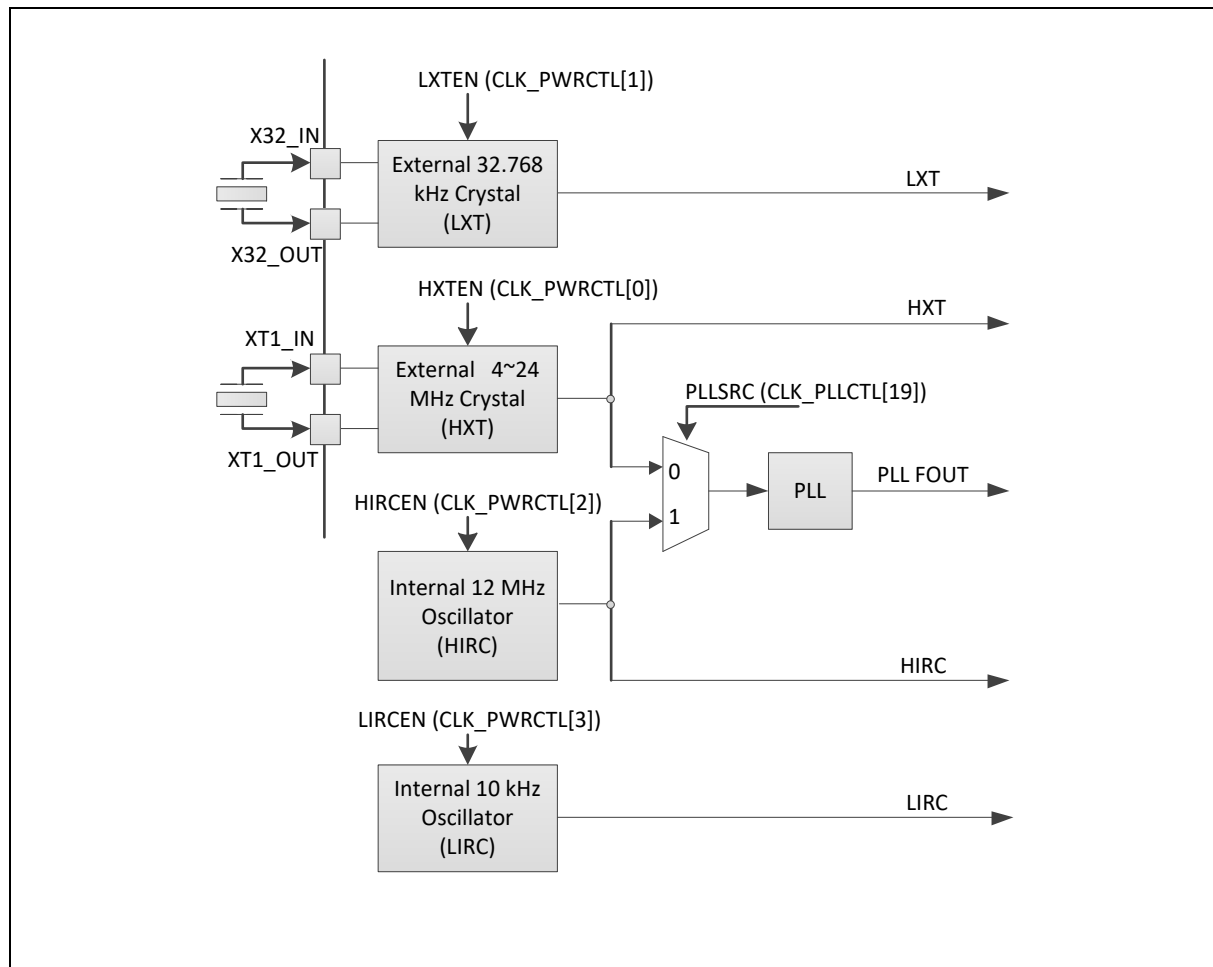 LXTEN (CLK_PWRCTL[1])
X32_IN
External 32.768
kHz Crystal
(LXT)
LXT
X32_OUT
HXTEN (CLK_PWRCTL[0])
HXT
XT1_IN
External 4~24
MHz Crystal
(HXT)
PLLSRC (CLK_PLLCTL[19])
XT1_OUT
0
PLL
PLL FOUT
HIRCEN (CLK_PWRCTL[2])
1
Internal 12 MHz
Oscillator
(HIRC)
HIRC
LIRCEN (CLK_PWRCTL[3])
Internal 10 kHz
Oscillator
(LIRC)
LIRC